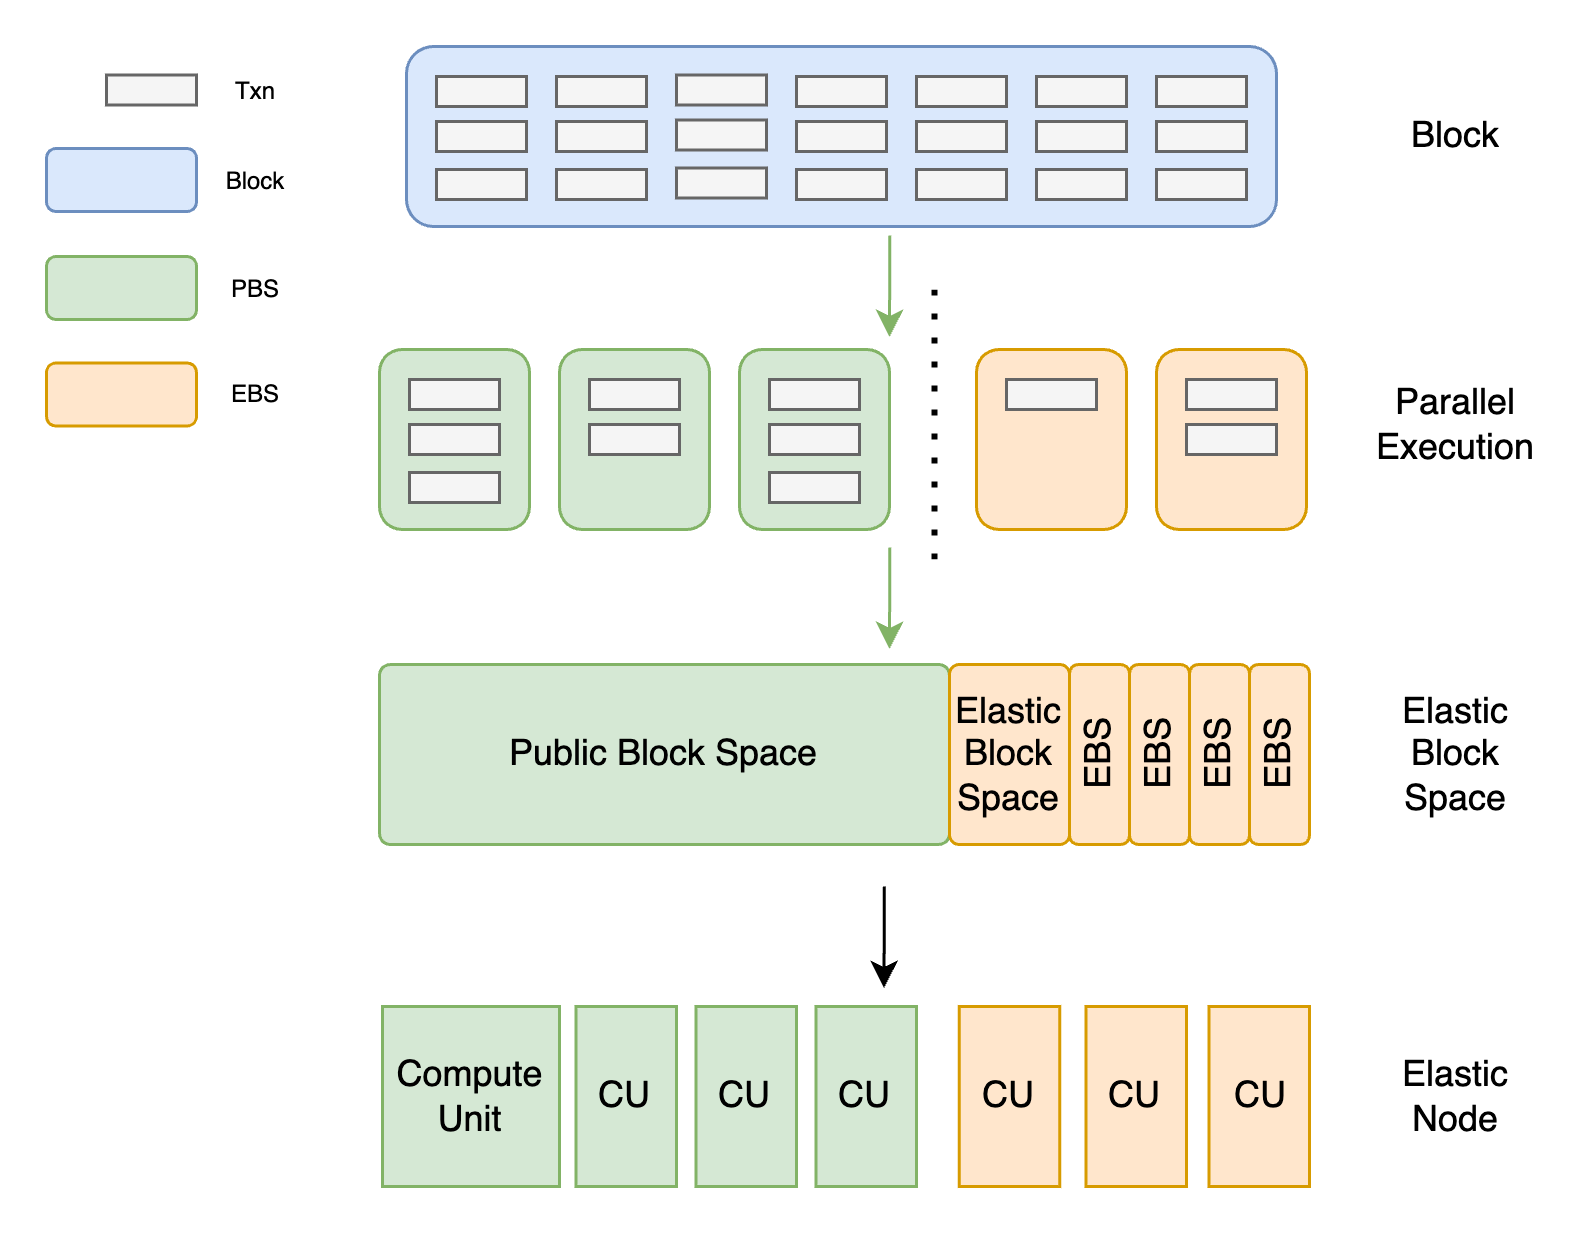 Txn
Block
PBS
EBS
Block
Parallel
Execution
Public Block Space
Elastic
Block
Space
EBS
EBS
EBS
EBS
Elastic
Block
Space
Compute
Unit
CU
CU
CU
CU
CU
CU
Elastic
Node